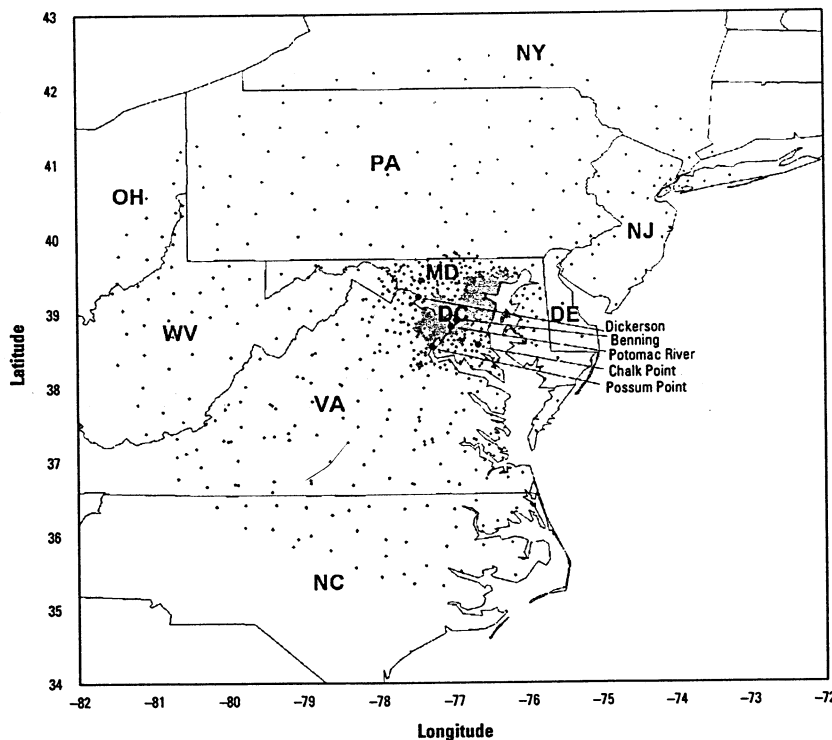 43
42
41
40
39
38
37
36
35
34
Latitude
NY
PA
OH
NJ
MD
DC
DE
WV
VA
NC
Dickerson
Benning
Potomac River
Chalk Point
Possum Point
−82
−81
−80
−79
−78
−77
−76
−75
−74
−73
−72
Longitude